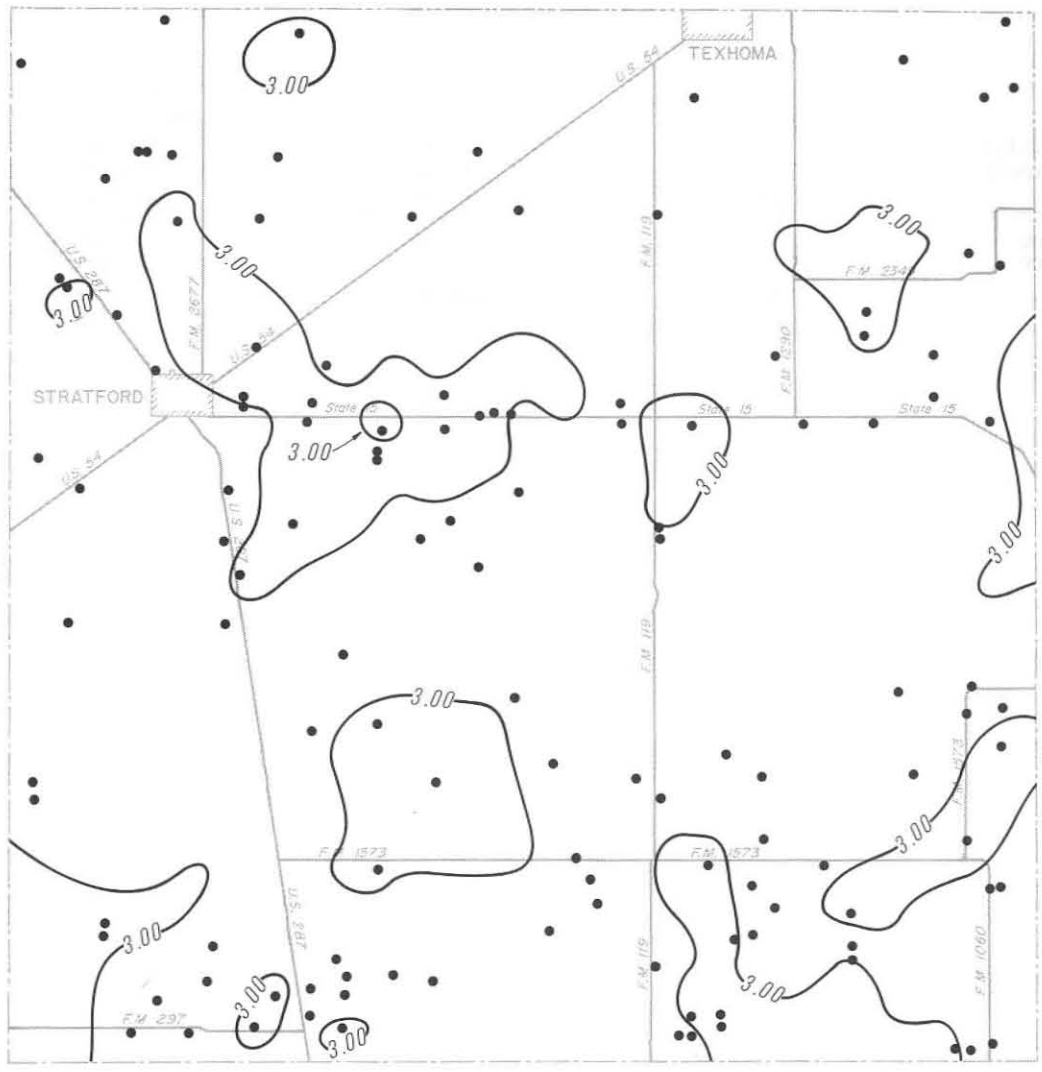 3.00
TEXHOMA
U.S. 54
3.00
3.00
F.M. 119
U.S. 287
F.M. 2677
F.M. 234
3.00
U.S. 54
F.M. 1290
STRATFORD
State 15
State 15
State 15
3.00
3.00
U.S. 54
U.S. 287
3.00
F.M. 119
3.00
F.M. 1573
3.00
F.M. 1573
F.M. 1573
U.S. 287
3.00
F.M. 119
F.M. 1060
3.00
3.00
F.M. 297
3.00